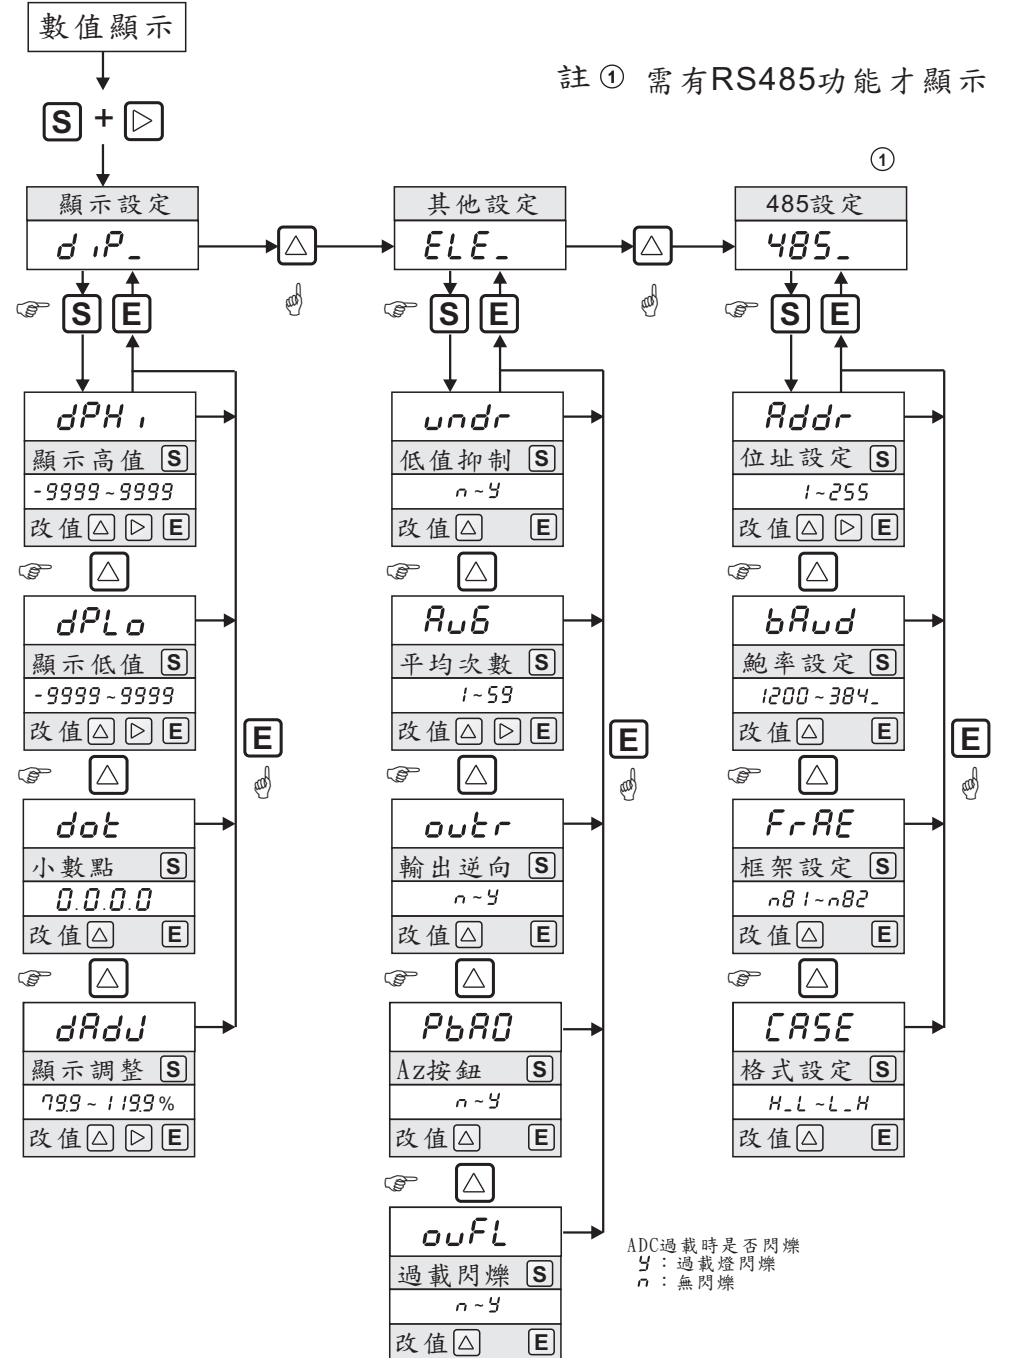 數值顯示
註① 需有RS485功能才顯示
S + ▷
①
顯示設定
diP_
△
S E
dPHi
顯示高值 S
-9999~9999
改值 △ ▷ E
△
dPLo
顯示低值 S
-9999~9999
改值 △ ▷ E
△
dot
小數點 S
0.0.0.0
改值 △ E
△
dAdJ
顯示調整 S
79.9~119.9%
改值 △ ▷ E
E
其他設定
ELE_
△
S E
undr
低值抑制 S
n~y
改值 △ E
△
AvG
平均次數 S
1~59
改值 △ ▷ E
△
outr
輸出逆向 S
n~y
改值 △ E
△
PbA0
Az按鈕 S
n~y
改值 △ E
△
ouFL
過載閃爍 S
n~y
改值 △ E
E
485設定
485_
S E
Addr
位址設定 S
1~255
改值 △ ▷ E
△
bAud
鮑率設定 S
1200~384_
改值 △ E
△
FrAE
框架設定 S
n81~n82
改值 △ E
△
CASE
格式設定 S
H_L~L_H
改值 △ E
E
ADC過載時是否閃爍
y：過載燈閃爍
n：無閃爍